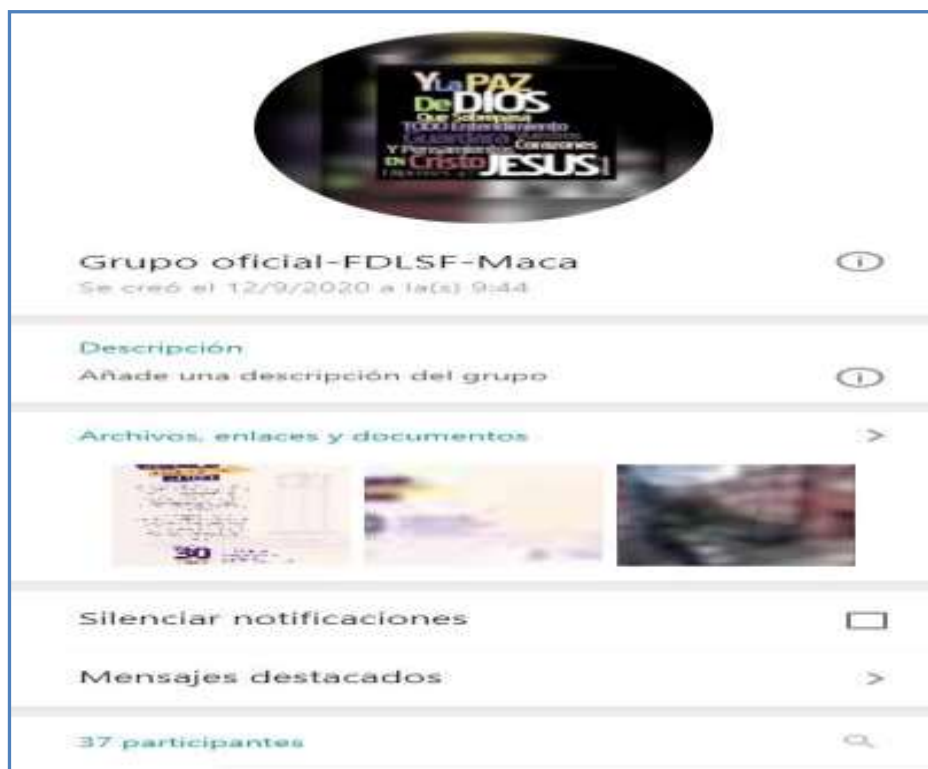 Y La PAZ
De DIOS
Que Sobrepasa
TODO Entendimiento
Guardará Vuestros
Corazones
Y Pensamientos
EN Cristo JESUS
Grupo oficial-FDLSF-Maca
Se creó el 12/9/2020 a la(s) 9:44
Descripción
Añade una descripción del grupo
Archivos, enlaces y documentos
30
Silenciar notificaciones
Mensajes destacados
37 participantes